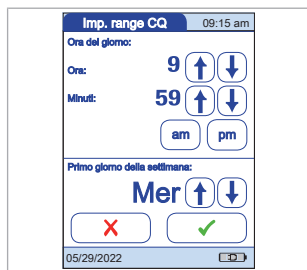 Imp. range CQ 09:15 am
Ora del giorno:
Ora: 9
Minuti: 59
am pm
Primo giorno della settimana:
Mer
05/29/2022